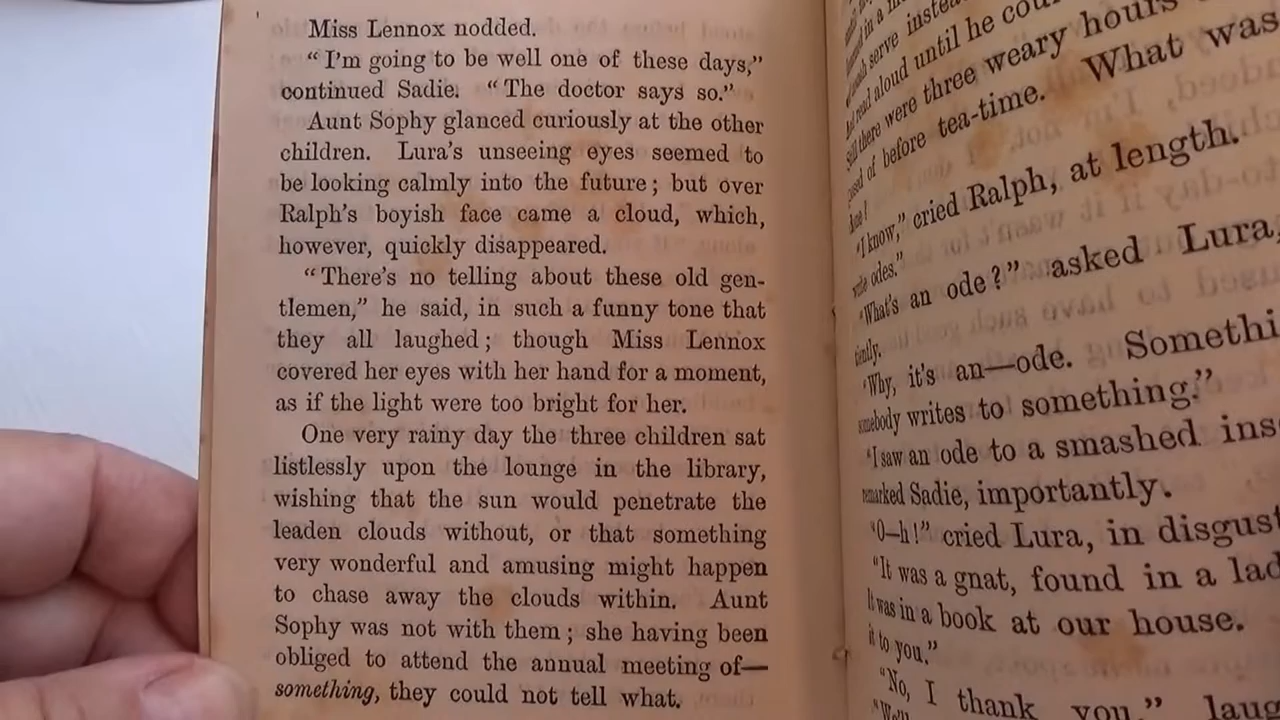 Miss Lennox nodded.
“I'm going to be well one of these days,”
continued Sadie. “The doctor says so.”
Aunt Sophy glanced curiously at the other
children. Lura's unseeing eyes seemed to
be looking calmly into the future; but over
Ralph's boyish face came a cloud, which,
however, quickly disappeared.
“There's no telling about these old gen-
tlemen,” he said, in such a funny tone that
they all laughed; though Miss Lennox
covered her eyes with her hand for a moment,
as if the light were too bright for her.
One very rainy day the three children sat
listlessly upon the lounge in the library,
wishing that the sun would penetrate the
leaden clouds without, or that something
very wonderful and amusing might happen
to chase away the clouds within. Aunt
Sophy was not with them; she having been
obliged to attend the annual meeting of—
something, they could not tell what.
in a
serve
read aloud until he
there were three weary hours
of before tea-time. What was
“I know,” cried Ralph, at length.
odes.”
“What's an ode?” asked Lura,
“Why, it's an—ode.
writes to something.”
“I saw an ode to a smashed
Sadie, importantly.
“O-h!” cried Lura, in
“It was a gnat, found in a
It was in a book at our house.
it to you.”
“No, I thank you,”